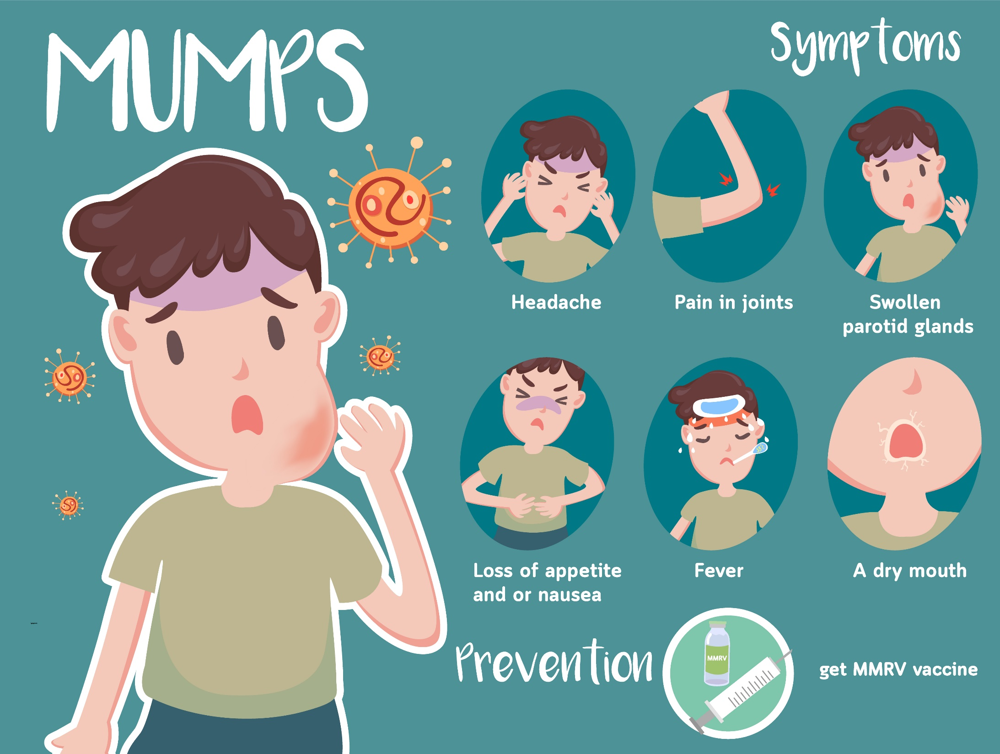 MUMPS
Symptoms
Headache
Pain in joints
Swollen
parotid glands
Loss of appetite
and or nausea
Fever
A dry mouth
Prevention
MMRV
get MMRV vaccine